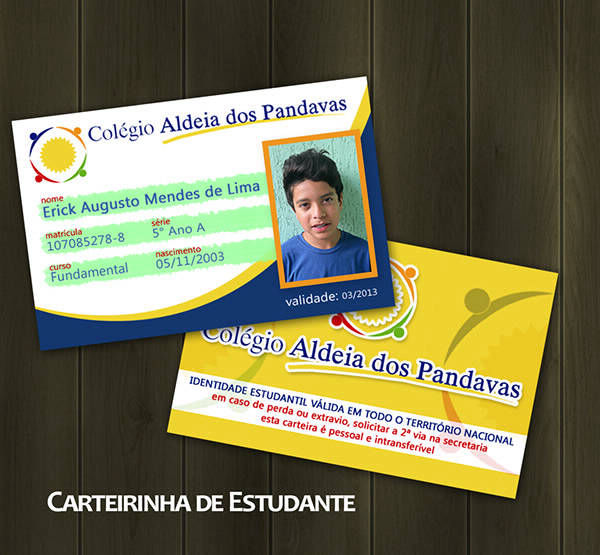 Colégio Aldeia dos Pandavas
nome
Erick Augusto Mendes de Lima
matricula
107085278-8
série
5° Ano A
curso
Fundamental
nascimento
05/11/2003
validade: 03/2013
Colégio Aldeia dos Pandavas
IDENTIDADE ESTUDANTIL VÁLIDA EM TODO O TERRITÓRIO NACIONAL
em caso de perda ou extravio, solicitar a 2ª via na secretaria
esta carteira é pessoal e intransferível
CARTEIRINHA DE ESTUDANTE